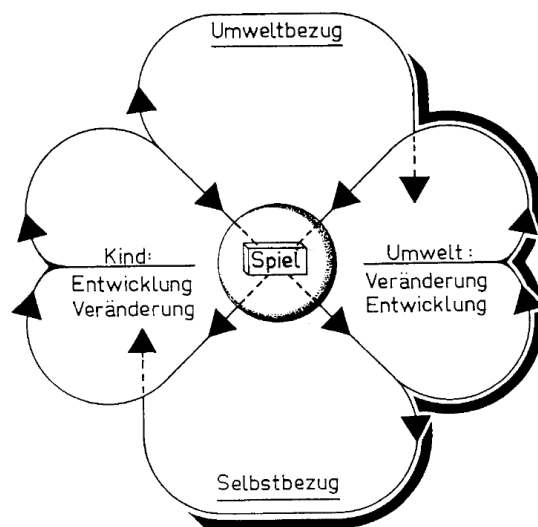 Umweltbezug
Kind:
Entwicklung
Veränderung
Spiel
Umwelt:
Veränderung
Entwicklung
Selbstbezug